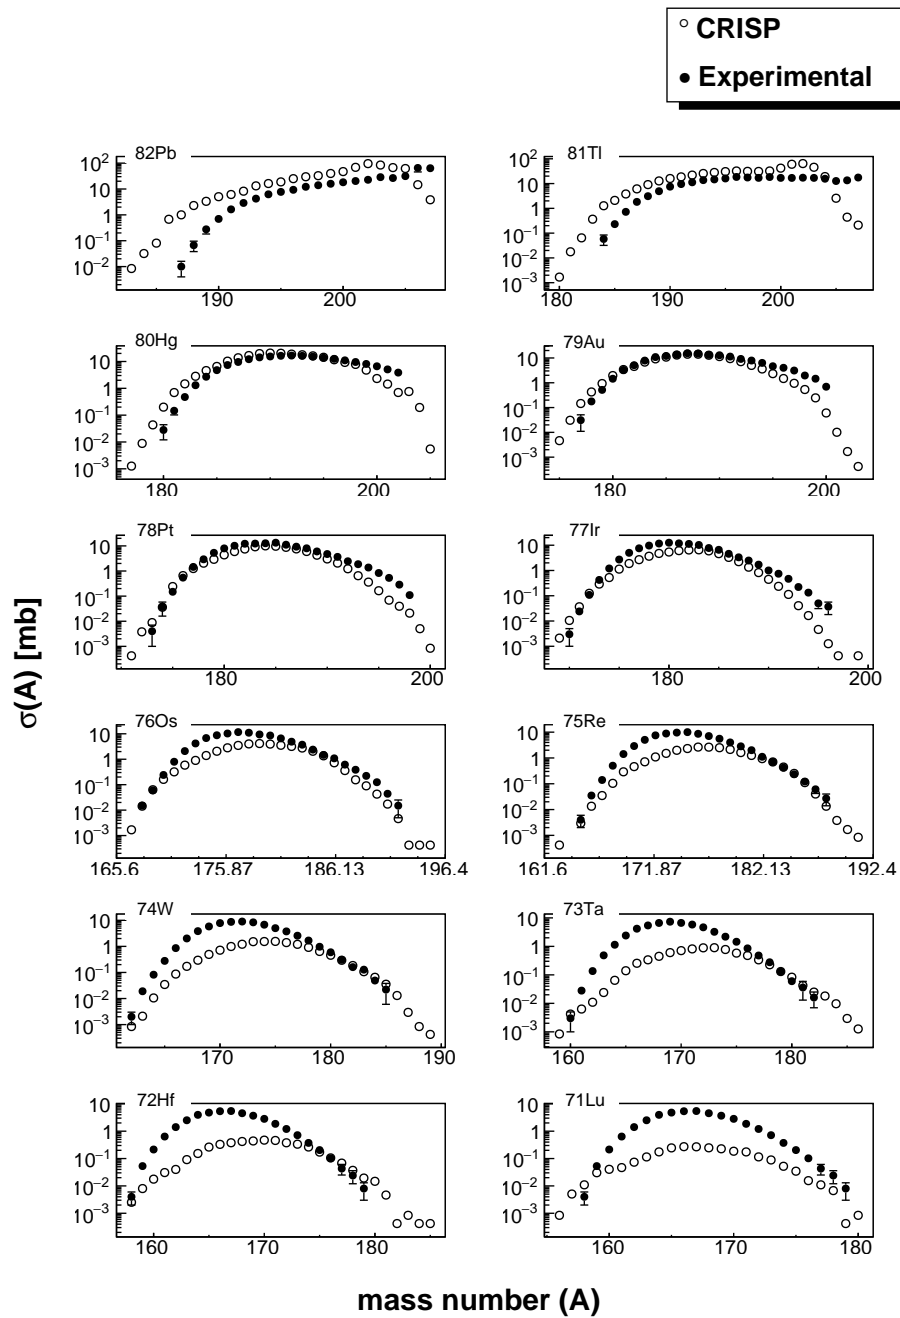 CRISP
Experimental
82Pb
10²
10
1
10⁻¹
10⁻²
190 200
81Tl
10²
10
1
10⁻¹
10⁻²
10⁻³
180 190 200
80Hg
10
1
10⁻¹
10⁻²
10⁻³
180 200
79Au
10
1
10⁻¹
10⁻²
10⁻³
180 200
78Pt
10
1
10⁻¹
10⁻²
10⁻³
180 200
77Ir
10
1
10⁻¹
10⁻²
10⁻³
180 190 200
76Os
10
1
10⁻¹
10⁻²
10⁻³
165.6 175.87 186.13 196.4
75Re
10
1
10⁻¹
10⁻²
10⁻³
161.6 171.87 182.13 192.4
74W
10
1
10⁻¹
10⁻²
10⁻³
170 180 190
73Ta
10
1
10⁻¹
10⁻²
10⁻³
160 170 180
72Hf
10
1
10⁻¹
10⁻²
10⁻³
160 170 180
71Lu
10
1
10⁻¹
10⁻²
10⁻³
160 170 180
σ(A) [mb]
mass number (A)